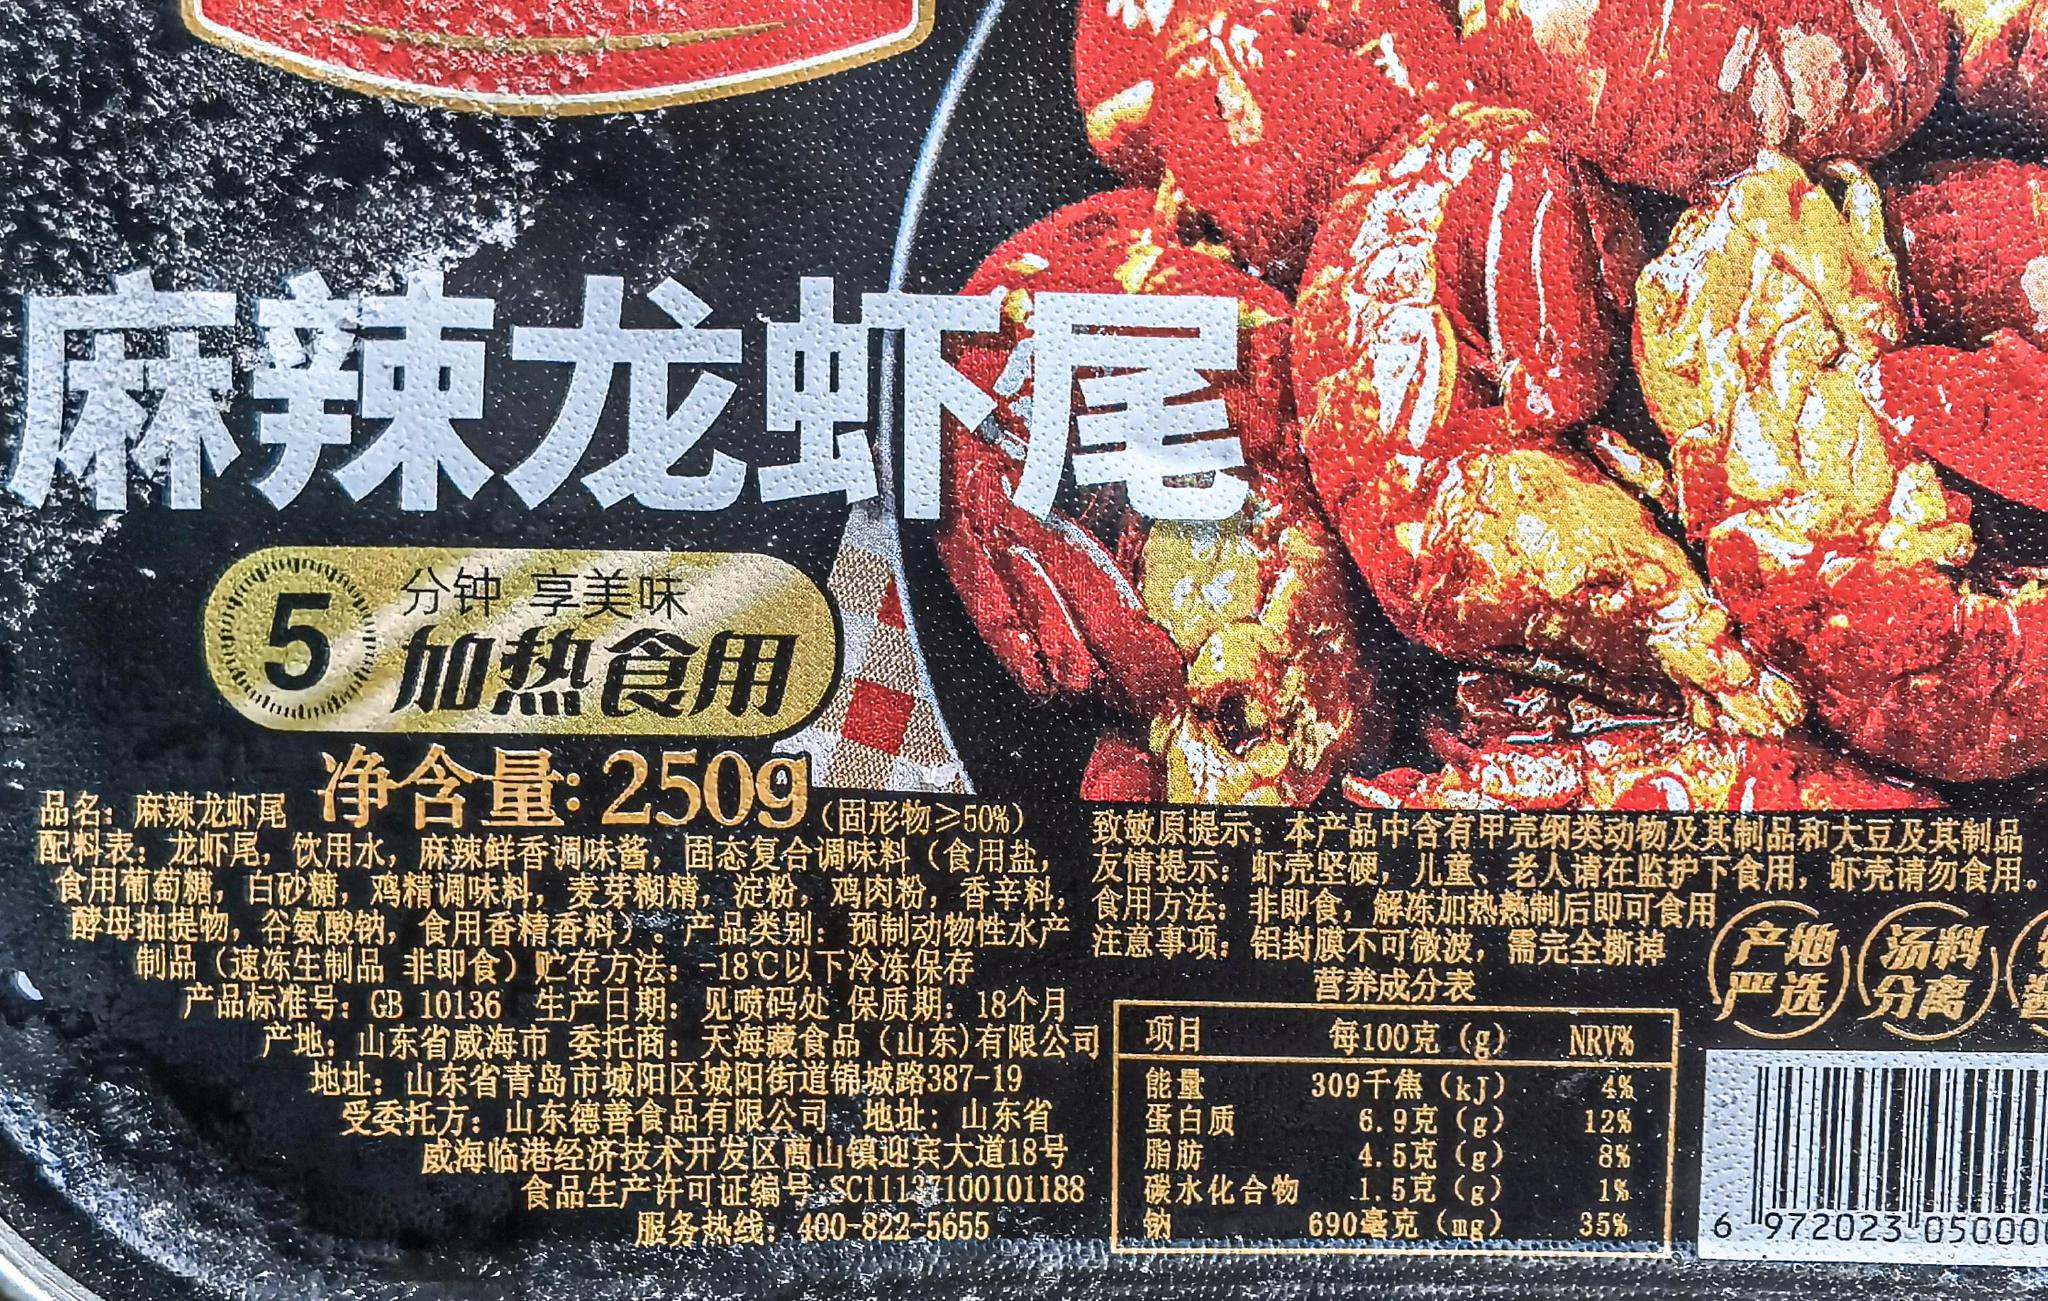 麻辣龙虾尾
5
分钟 享美味
加热食用
净含量: 250g (固形物≥50%)
品名: 麻辣龙虾尾
配料表: 龙虾尾, 饮用水, 麻辣鲜香调味酱, 固态复合调味料 (食用盐,
食用葡萄糖, 白砂糖, 鸡精调味料, 麦芽糊精, 淀粉, 鸡肉粉, 香辛料,
酵母抽提物, 谷氨酸钠, 食用香精香料) 。产品类别: 预制动物性水产
制品 (速冻生制品 非即食) 贮存方法: -18℃以下冷冻保存
产品标准号: GB 10136 生产日期: 见喷码处 保质期: 18个月
产地: 山东省威海市 委托商: 天海藏食品 (山东) 有限公司
地址: 山东省青岛市城阳区城阳街道锦城路387-19
受委托方: 山东德善食品有限公司 地址: 山东省
威海临港经济技术开发区蔄山镇迎宾大道18号
食品生产许可证编号:SC11137100101188
服务热线: 400-822-5655
致敏原提示: 本产品中含有甲壳纲类动物及其制品和大豆及其制品
友情提示: 虾壳坚硬, 儿童、老人请在监护下食用, 虾壳请勿食用。
食用方法: 非即食, 解冻加热熟制后即可食用
注意事项: 铝封膜不可微波, 需完全撕掉
产地
严选
汤料
分离
营养成分表
项目 每100克 (g) NRV%
能量 309千焦 (kJ) 4%
蛋白质 6.9克 (g) 12%
脂肪 4.5克 (g) 8%
碳水化合物 1.5克 (g) 1%
钠 690毫克 (mg) 35%
6 972023 05000